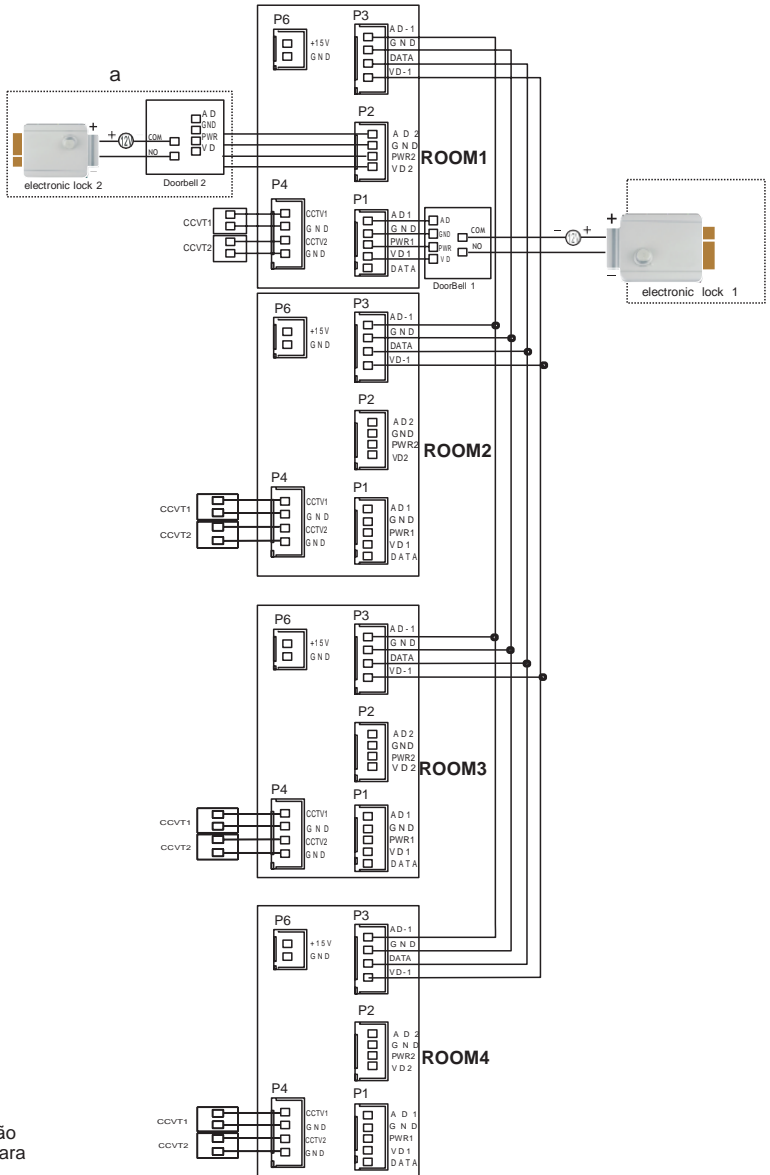 P6
+15V
GND
P3
AD-1
GND
DATA
VD-1
a
+ 12V
COM
NO
AD
GND
PWR
VD
+
−
electronic lock 2
Doorbell 2
P2
AD2
GND
PWR2
VD2
ROOM1
P4
CCTV1
GND
CCTV2
GND
CCVT1
CCVT2
P1
AD1
GND
PWR1
VD1
DATA
AD
GND
PWR
VD
COM
NO
DoorBell 1
− 12V +
+
−
electronic lock 1
P6
+15V
GND
P3
AD-1
GND
DATA
VD-1
P2
AD2
GND
PWR2
VD2
ROOM2
P4
CCTV1
GND
CCTV2
GND
CCVT1
CCVT2
P1
AD1
GND
PWR1
VD1
DATA
P6
+15V
GND
P3
AD-1
GND
DATA
VD-1
P2
AD2
GND
PWR2
VD2
ROOM3
P4
CCTV1
GND
CCTV2
GND
CCVT1
CCVT2
P1
AD1
GND
PWR1
VD1
DATA
P6
+15V
GND
P3
AD-1
GND
DATA
VD-1
P2
AD2
GND
PWR2
VD2
ROOM4
P4
CCTV1
GND
CCTV2
GND
CCVT1
CCVT2
P1
AD1
GND
PWR1
VD1
DATA
ão
ara